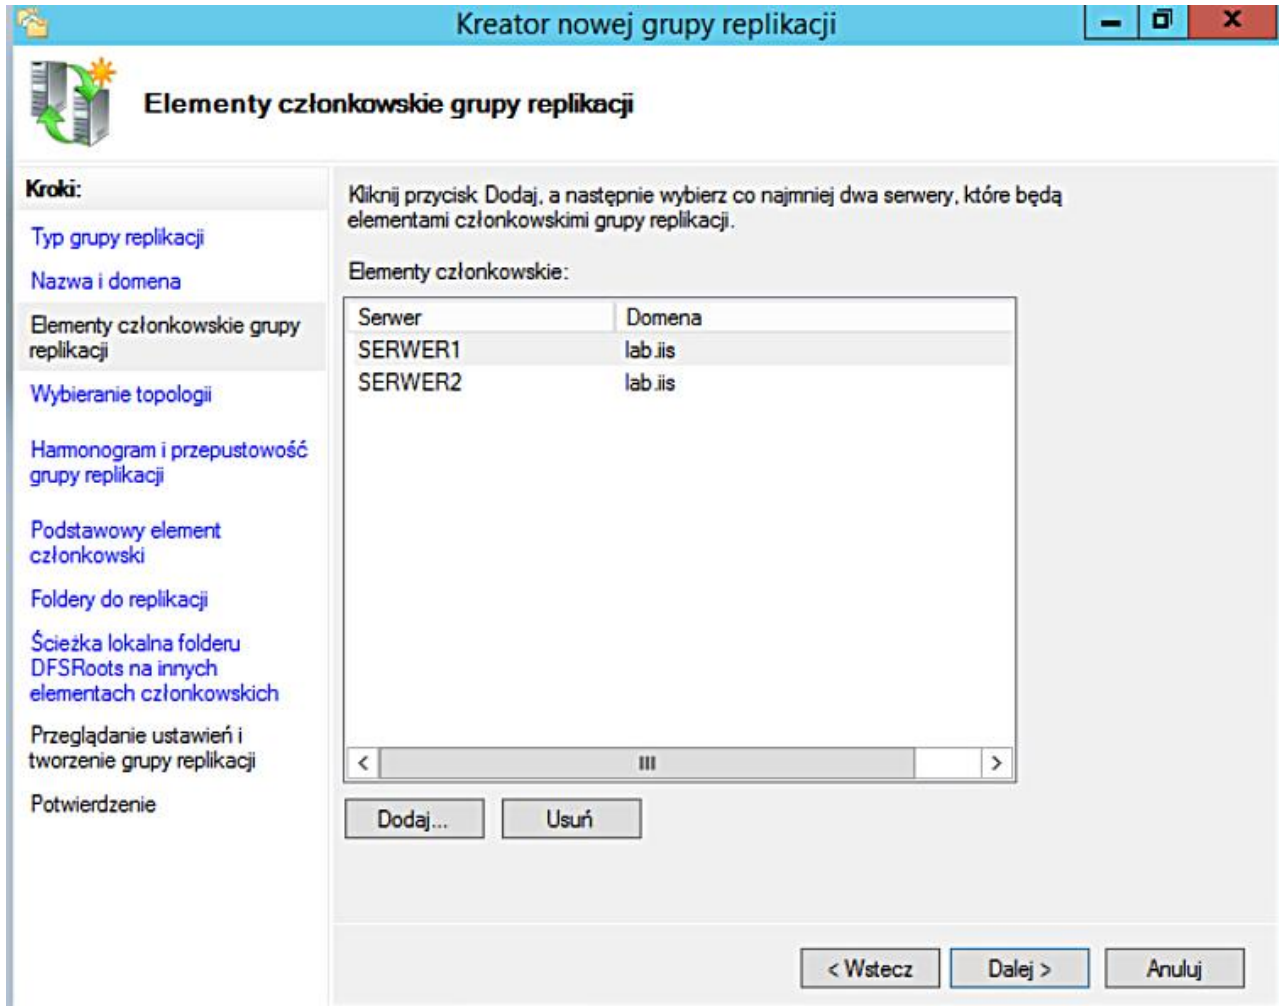 Kreator nowej grupy replikacji
Elementy członkowskie grupy replikacji
Kroki:
Typ grupy replikacji
Nazwa i domena
Elementy członkowskie grupy
replikacji
Wybieranie topologii
Harmonogram i przepustowość
grupy replikacji
Podstawowy element
członkowski
Foldery do replikacji
Ścieżka lokalna folderu
DFSRoots na innych
elementach członkowskich
Przeglądanie ustawień i
tworzenie grupy replikacji
Potwierdzenie
Kliknij przycisk Dodaj, a następnie wybierz co najmniej dwa serwery, które będą
elementami członkowskimi grupy replikacji.
Elementy członkowskie:
Serwer Domena
SERWER1 lab.iis
SERWER2 lab.iis
Dodaj... Usuń
< Wstecz Dalej > Anuluj